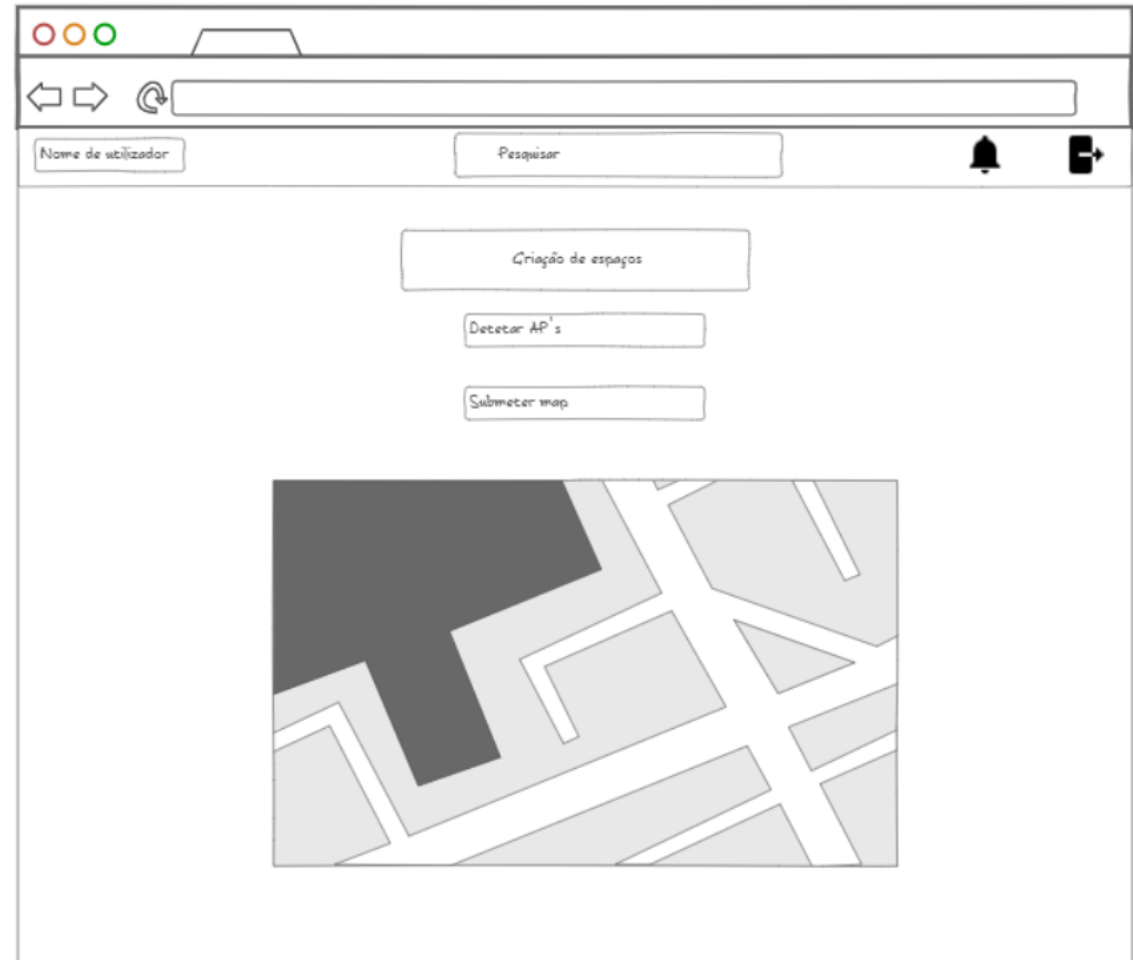 Nome de utilizador
Pesquisar
Criação de espaços
Detetar AP's
Submeter map